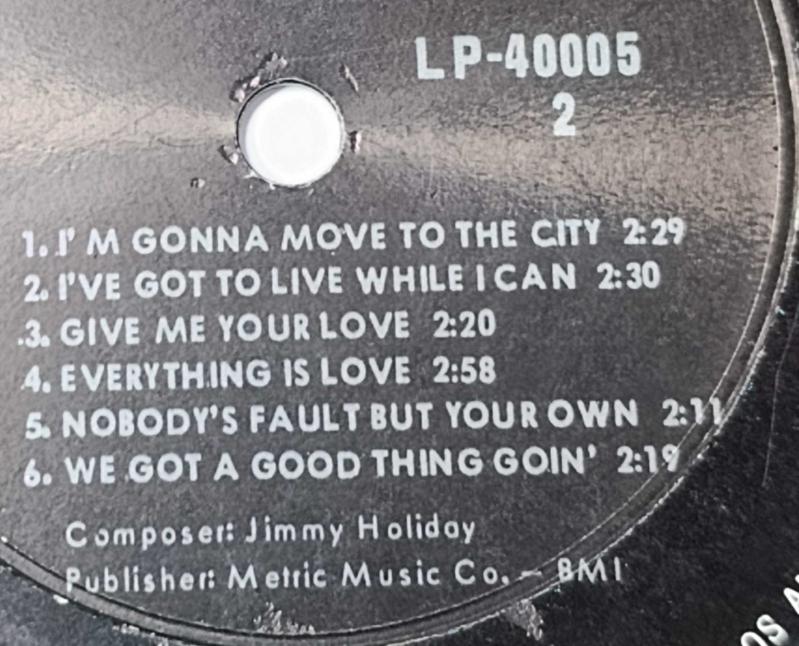 LP-40005
2
1. I'M GONNA MOVE TO THE CITY 2:29
2. I'VE GOT TO LIVE WHILE I CAN 2:30
3. GIVE ME YOUR LOVE 2:20
4. EVERYTHING IS LOVE 2:58
5. NOBODY'S FAULT BUT YOUR OWN 2:11
6. WE GOT A GOOD THING GOIN' 2:19
Composer: Jimmy Holiday
Publisher: Metric Music Co. – BMI